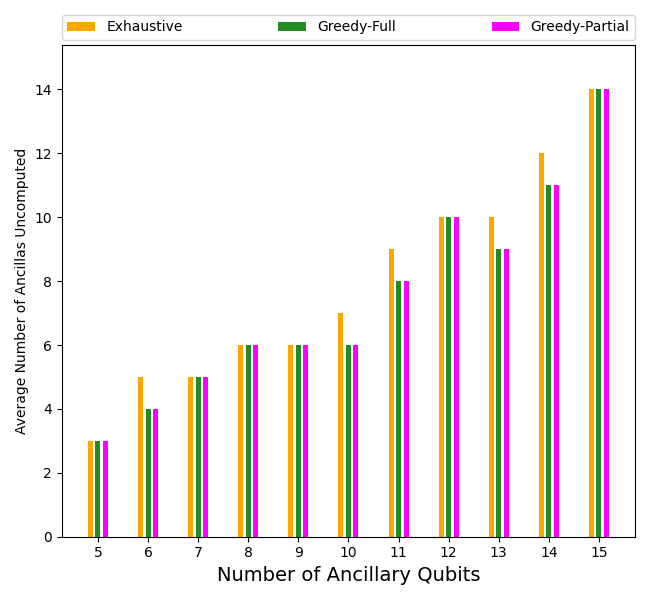 Exhaustive Greedy-Full Greedy-Partial
Average Number of Ancillas Uncomputed
14
12
10
8
6
4
2
0
5 6 7 8 9 10 11 12 13 14 15
Number of Ancillary Qubits